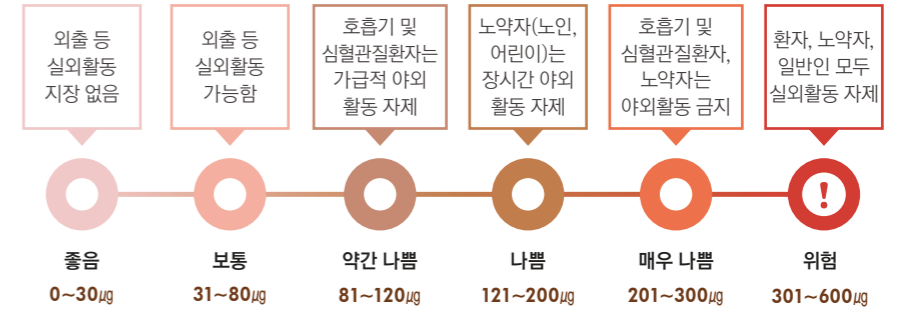 외출 등
실외활동
지장 없음
외출 등
실외활동
가능함
호흡기 및
심혈관질환자는
가급적 야외
활동 자제
노약자(노인,
어린이)는
장시간 야외
활동 자제
호흡기 및
심혈관질환자,
노약자는
야외활동 금지
환자, 노약자,
일반인 모두
실외활동 자제
!
좋음
0~30㎍
보통
31~80㎍
약간 나쁨
81~120㎍
나쁨
121~200㎍
매우 나쁨
201~300㎍
위험
301~600㎍